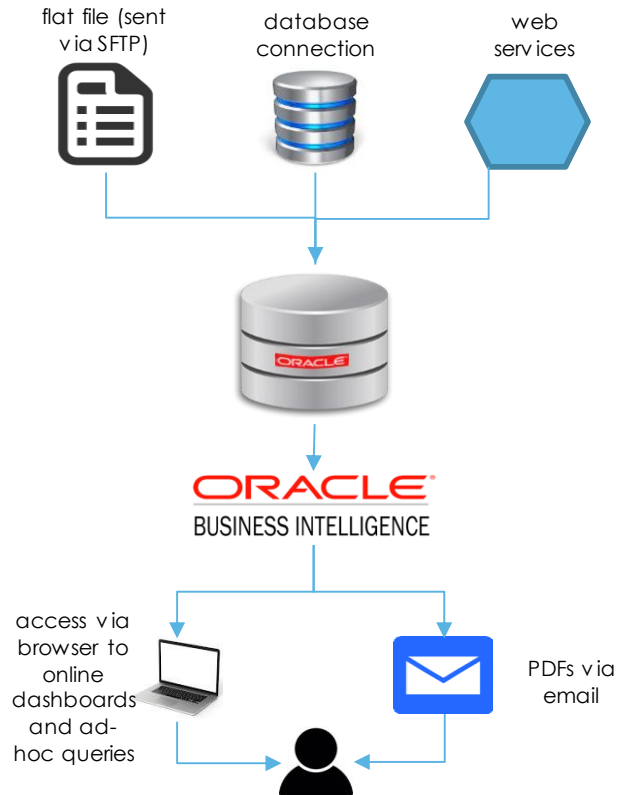 flat file (sent
via SFTP)
database
connection
web
services
ORACLE
ORACLE
BUSINESS INTELLIGENCE
access via
browser to
online
dashboards
and ad-
hoc queries
PDFs via
email